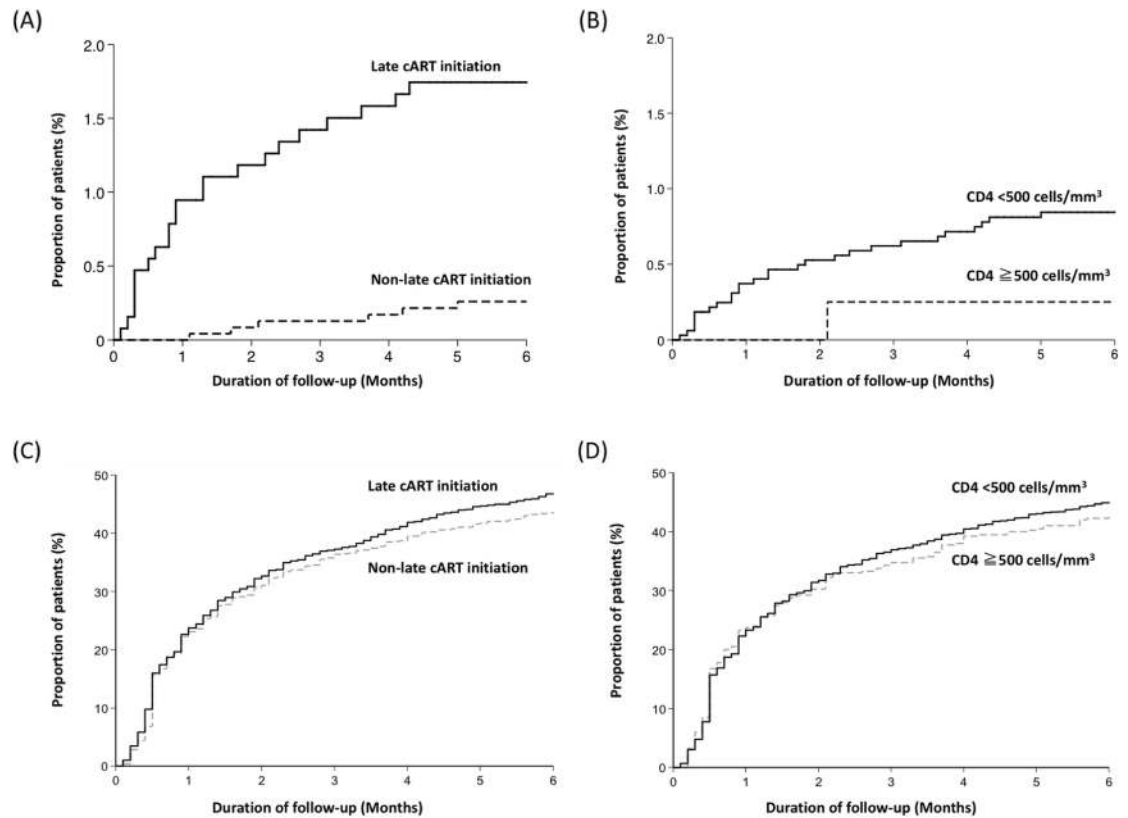 (A)
2.0
1.5
1.0
0.5
0
0 1 2 3 4 5 6
Proportion of patients (%)
Duration of follow-up (Months)
Late cART initiation
Non-late cART initiation
(B)
2.0
1.5
1.0
0.5
0
0 1 2 3 4 5 6
Proportion of patients (%)
Duration of follow-up (Months)
CD4 <500 cells/mm³
CD4 ≧500 cells/mm³
(C)
50
40
30
20
10
0
0 1 2 3 4 5 6
Proportion of patients (%)
Duration of follow-up (Months)
Late cART initiation
Non-late cART initiation
(D)
50
40
30
20
10
0
0 1 2 3 4 5 6
Proportion of patients (%)
Duration of follow-up (Months)
CD4 <500 cells/mm³
CD4 ≧500 cells/mm³